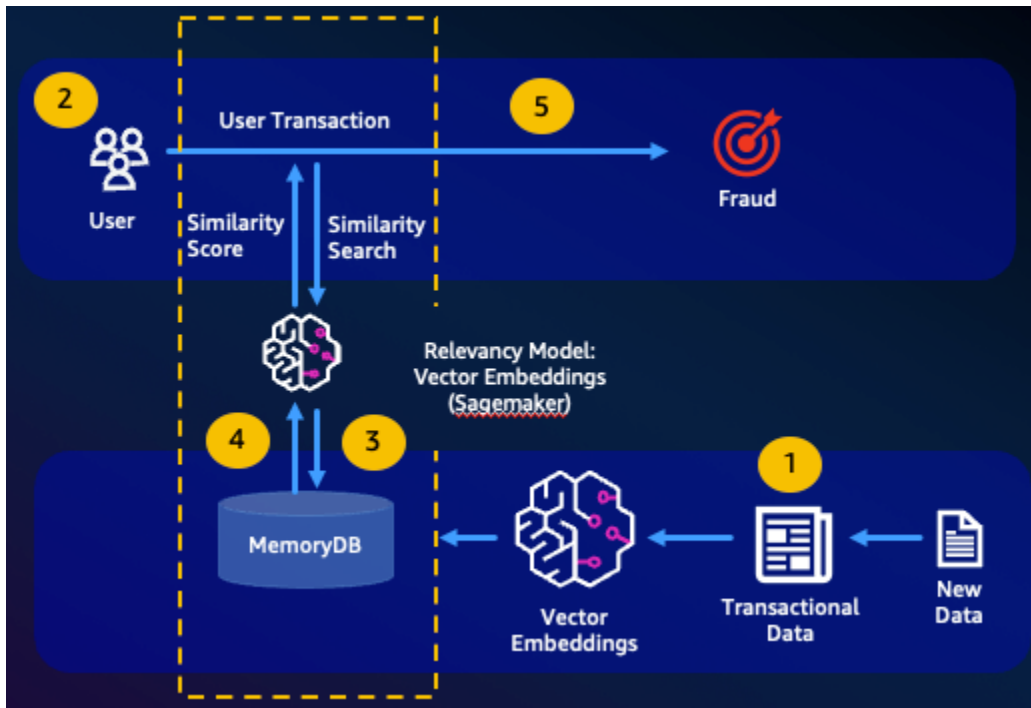 2
User Transaction
5
User
Fraud
Similarity
Score
Similarity
Search
Relevancy Model:
Vector Embeddings
(Sagemaker)
4
3
1
MemoryDB
Vector
Embeddings
Transactional
Data
New
Data